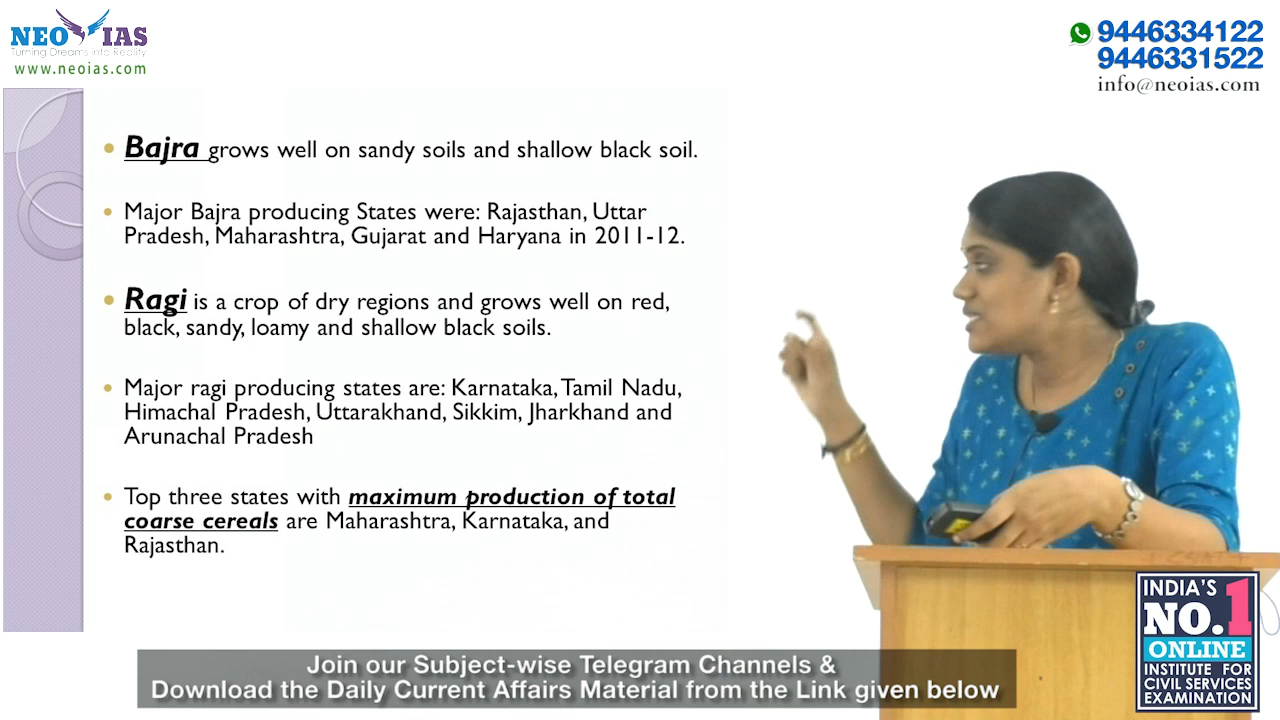 NEO IAS
Turning Dreams into Reality
www.neoias.com
9446334122
9446331522
info@neoias.com
• Bajra grows well on sandy soils and shallow black soil.
• Major Bajra producing States were: Rajasthan, Uttar
Pradesh, Maharashtra, Gujarat and Haryana in 2011-12.
• Ragi is a crop of dry regions and grows well on red,
black, sandy, loamy and shallow black soils.
• Major ragi producing states are: Karnataka, Tamil Nadu,
Himachal Pradesh, Uttarakhand, Sikkim, Jharkhand and
Arunachal Pradesh
• Top three states with maximum production of total
coarse cereals are Maharashtra, Karnataka, and
Rajasthan.
INDIA'S
NO.1
ONLINE
INSTITUTE FOR
CIVIL SERVICES
EXAMINATION
Join our Subject-wise Telegram Channels &
Download the Daily Current Affairs Material from the Link given below